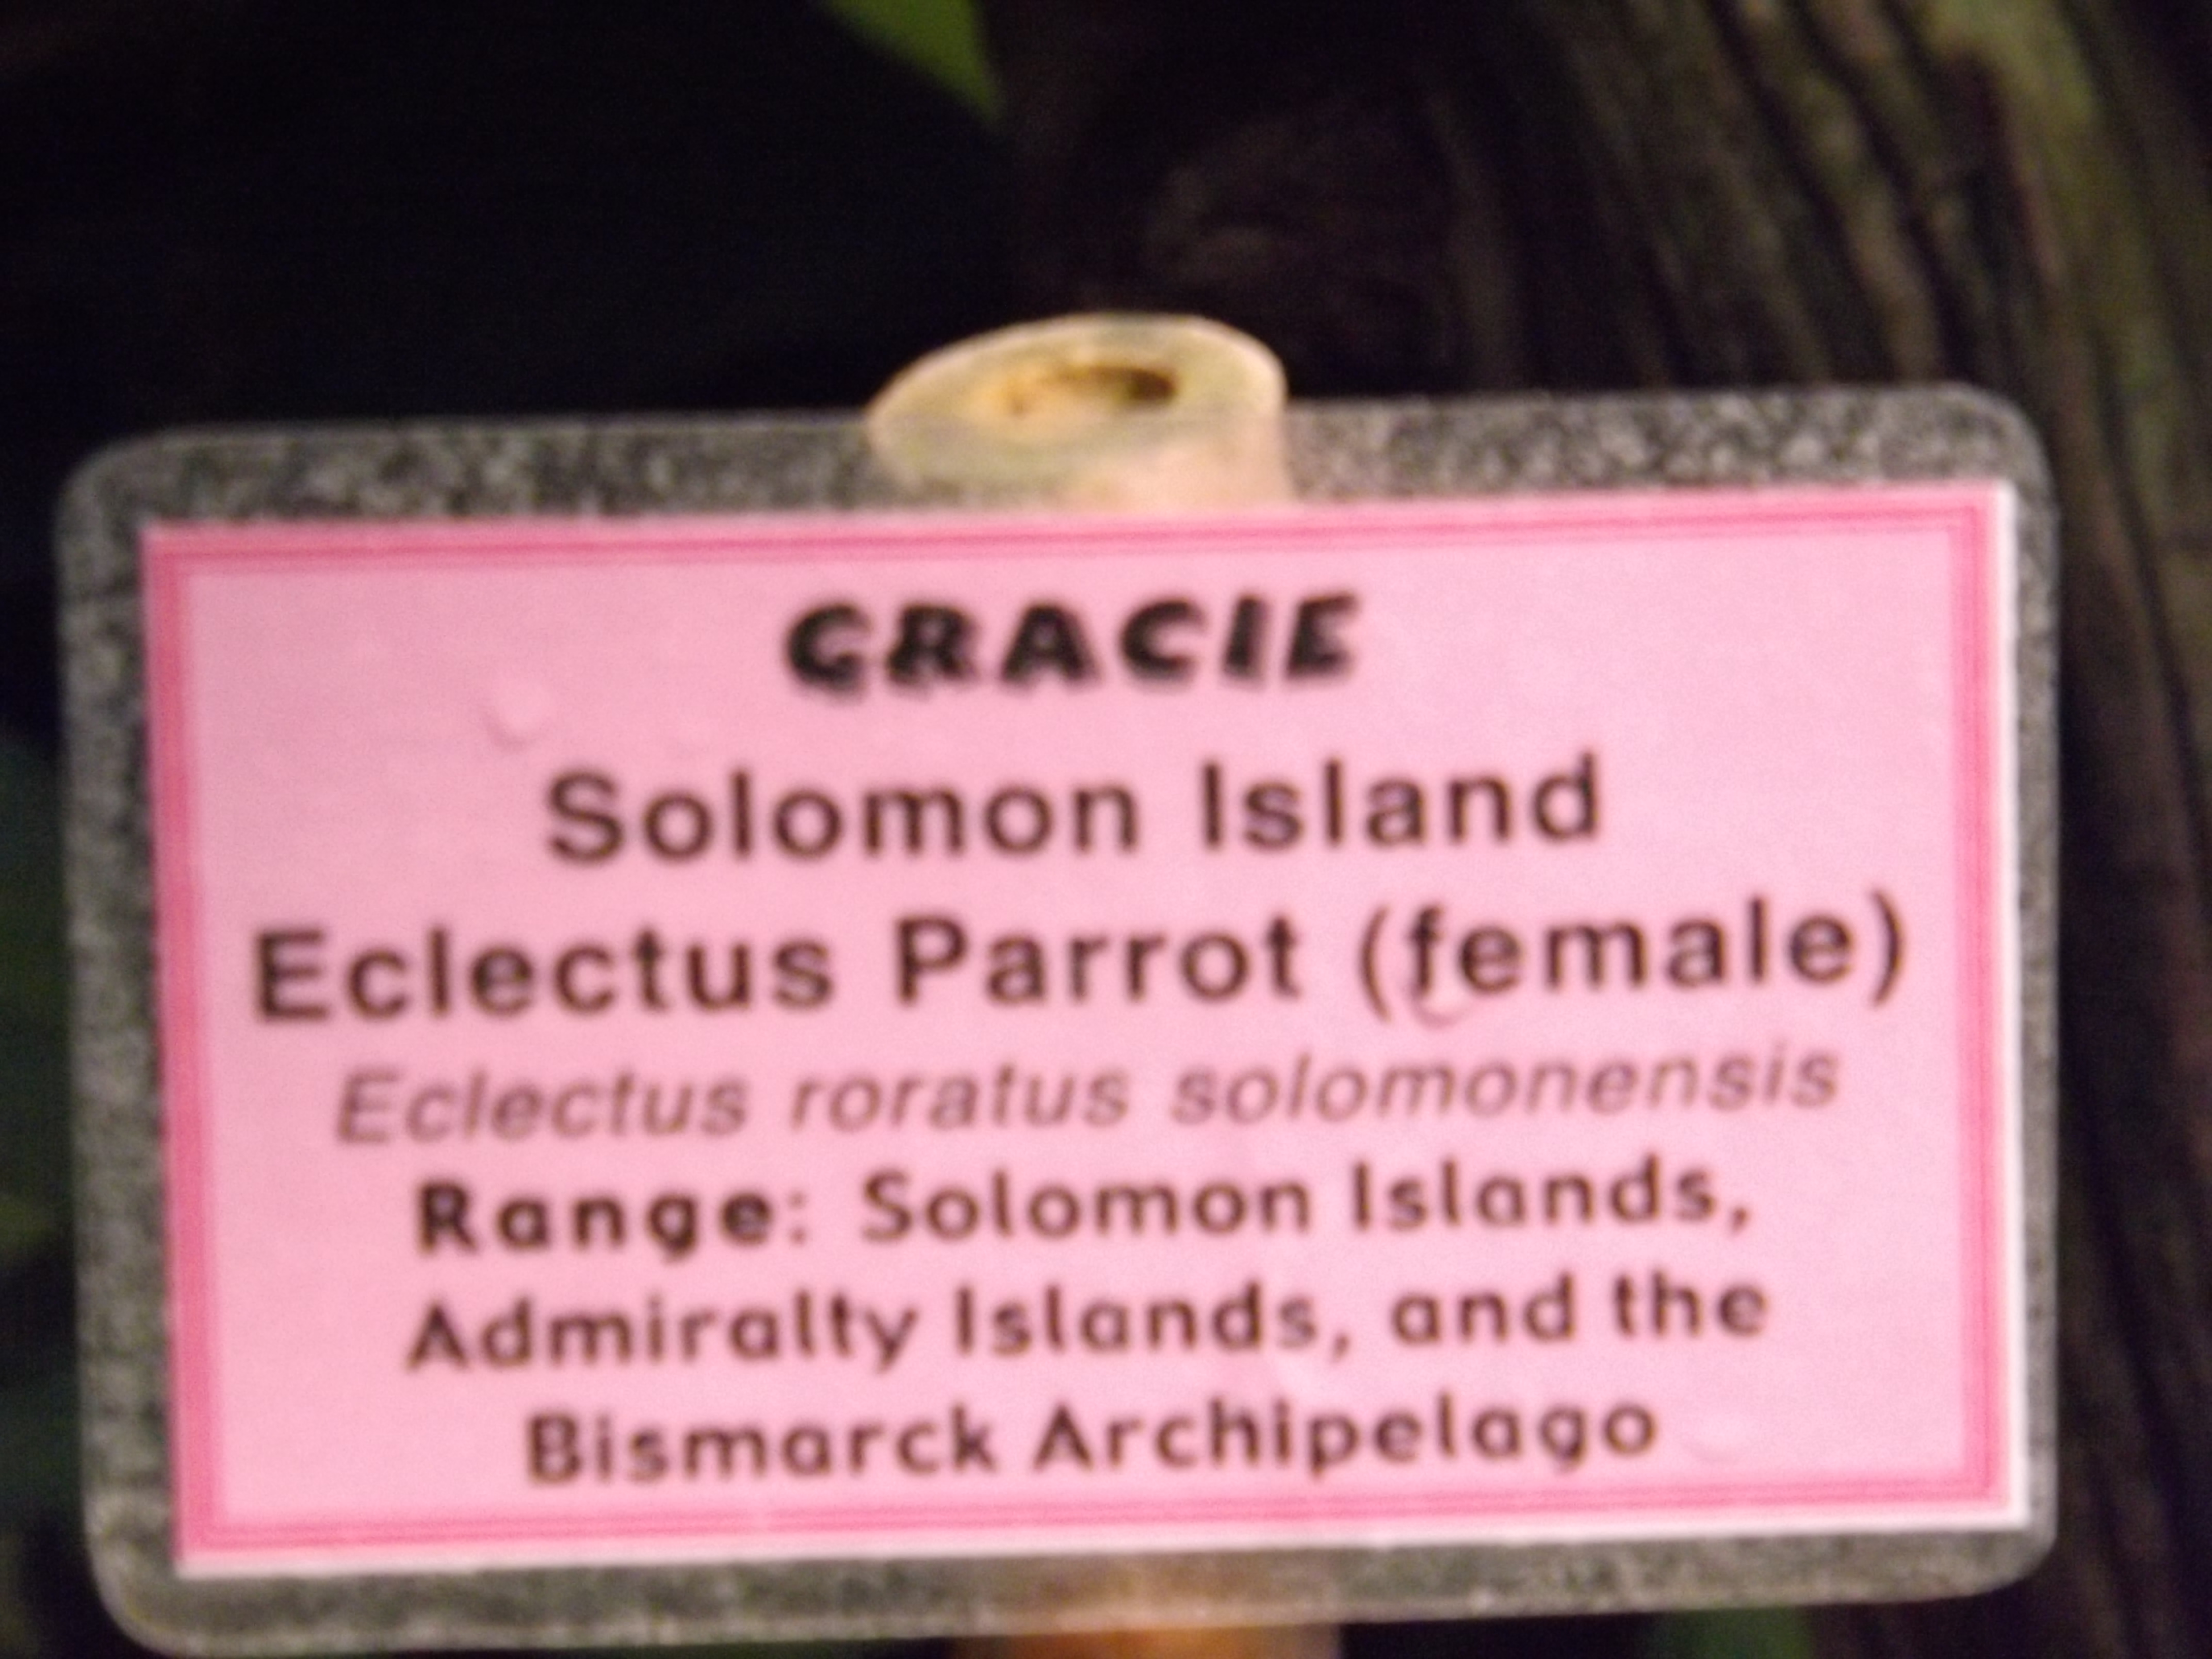 GRACIE
Solomon Island
Eclectus Parrot (female)
Eclectus roratus solomonensis
Range: Solomon Islands,
Admiralty Islands, and the
Bismarck Archipelago